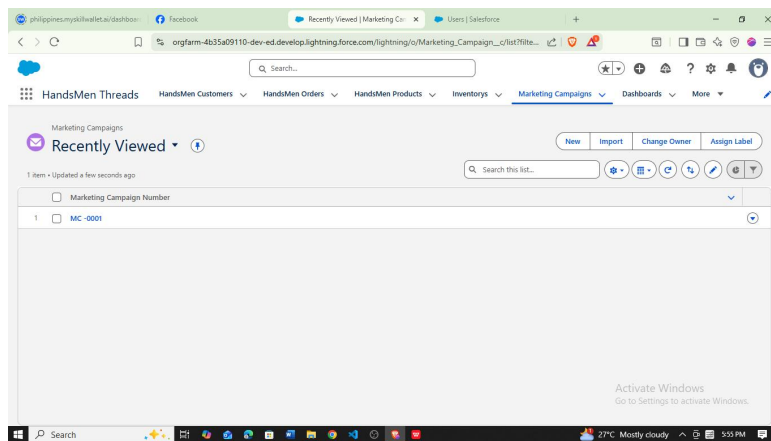 philippines.myskillwallet.ai/dashboar
Facebook
Recently Viewed | Marketing Cam
Users | Salesforce
orgfarm-4b35a09110-dev-ed.develop.lightning.force.com/lightning/o/Marketing_Campaign__c/list?filte...
Search...
HandsMen Threads
HandsMen Customers
HandsMen Orders
HandsMen Products
Inventorys
Marketing Campaigns
Dashboards
More
Marketing Campaigns
Recently Viewed
New
Import
Change Owner
Assign Label
1 item • Updated a few seconds ago
Search this list...
Marketing Campaign Number
1
MC -0001
Activate Windows
Go to Settings to activate Windows.
Search
27°C Mostly cloudy
5:55 PM